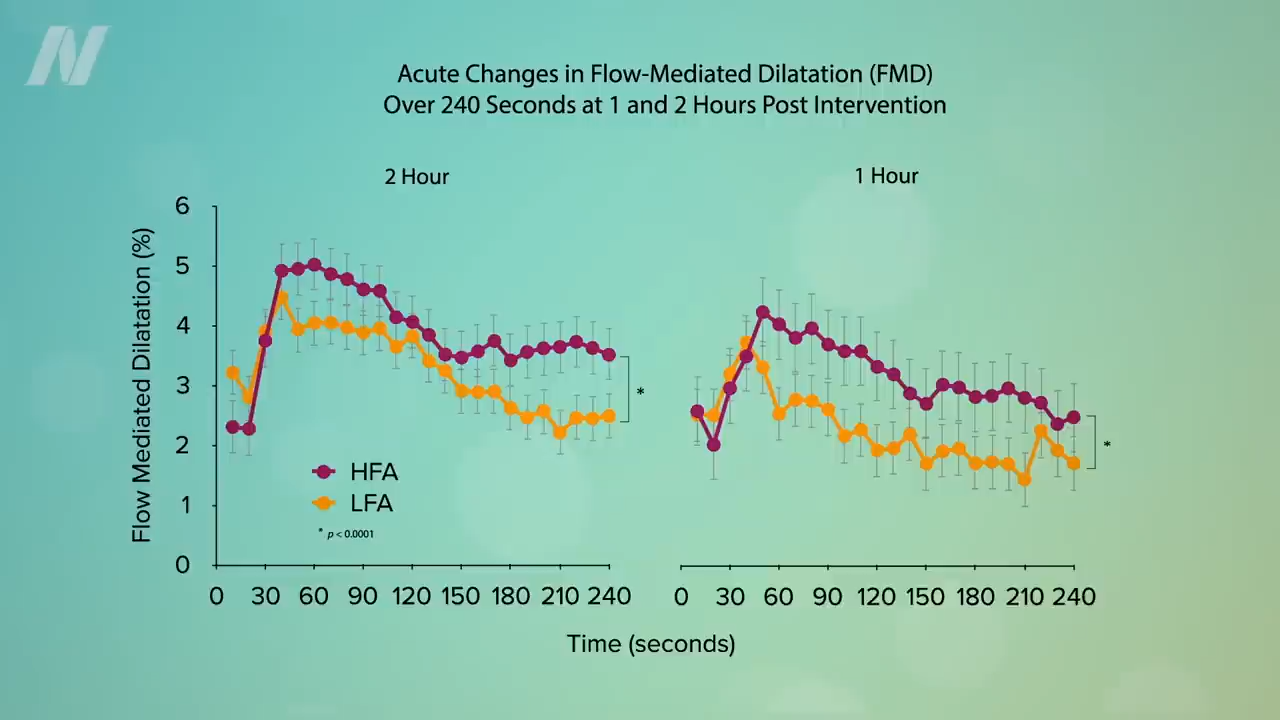 N
Acute Changes in Flow-Mediated Dilatation (FMD)
Over 240 Seconds at 1 and 2 Hours Post Intervention
2 Hour
1 Hour
Flow Mediated Dilatation (%)
6
5
4
3
2
1
0
HFA
LFA
* p < 0.0001
*
*
0 30 60 90 120 150 180 210 240
0 30 60 90 120 150 180 210 240
Time (seconds)